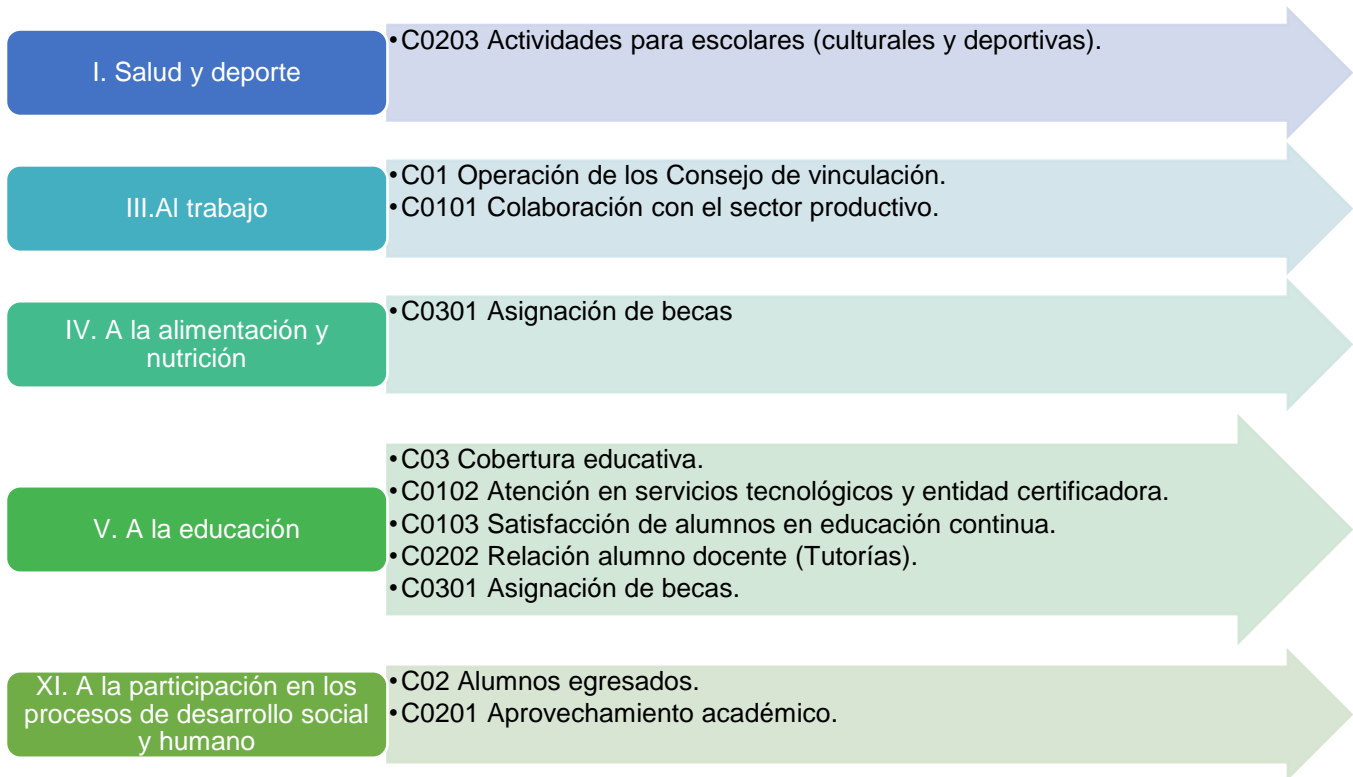 I. Salud y deporte
•C0203 Actividades para escolares (culturales y deportivas).
III.Al trabajo
•C01 Operación de los Consejo de vinculación.
•C0101 Colaboración con el sector productivo.
IV. A la alimentación y
nutrición
•C0301 Asignación de becas
V. A la educación
•C03 Cobertura educativa.
•C0102 Atención en servicios tecnológicos y entidad certificadora.
•C0103 Satisfacción de alumnos en educación continua.
•C0202 Relación alumno docente (Tutorías).
•C0301 Asignación de becas.
XI. A la participación en los
procesos de desarrollo social
y humano
•C02 Alumnos egresados.
•C0201 Aprovechamiento académico.